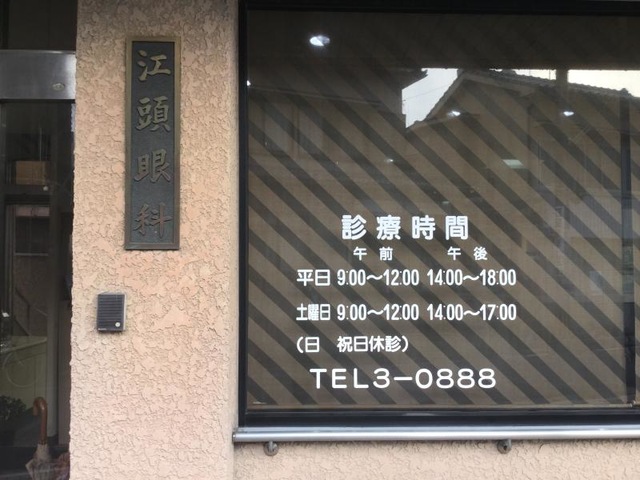 江頭眼科
診療時間
午前 午後
平日 9:00～12:00 14:00～18:00
土曜日 9:00～12:00 14:00～17:00
(日 祝日休診)
TEL3-0888